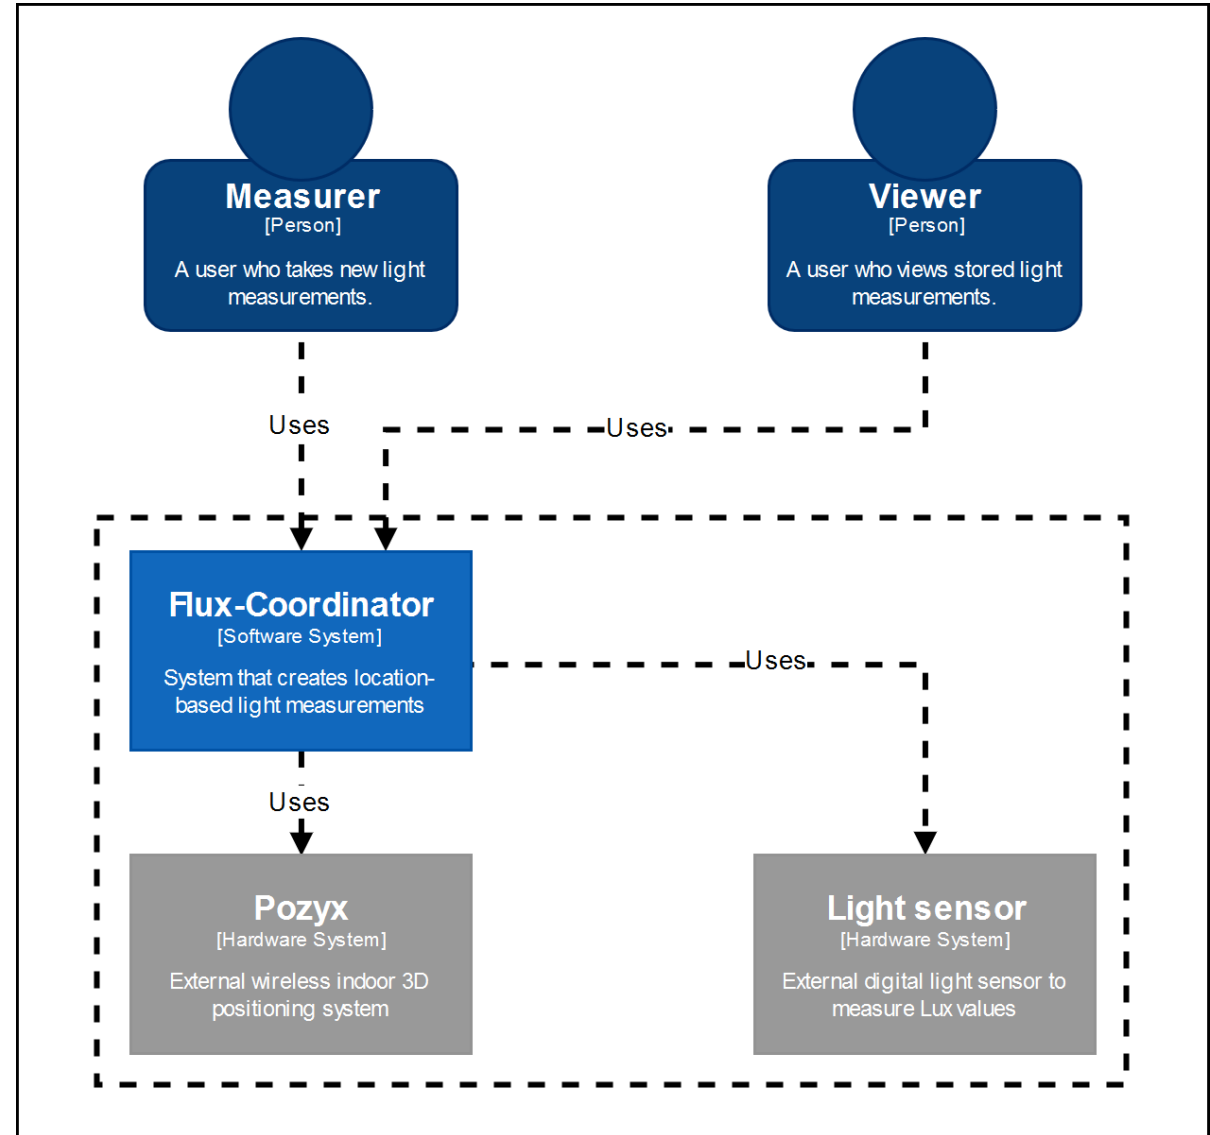 Measurer
[Person]
A user who takes new light
measurements.
Viewer
[Person]
A user who views stored light
measurements.
Uses
Uses
Flux-Coordinator
[Software System]
System that creates location-
based light measurements
Uses
Uses
Pozyx
[Hardware System]
External wireless indoor 3D
positioning system
Light sensor
[Hardware System]
External digital light sensor to
measure Lux values